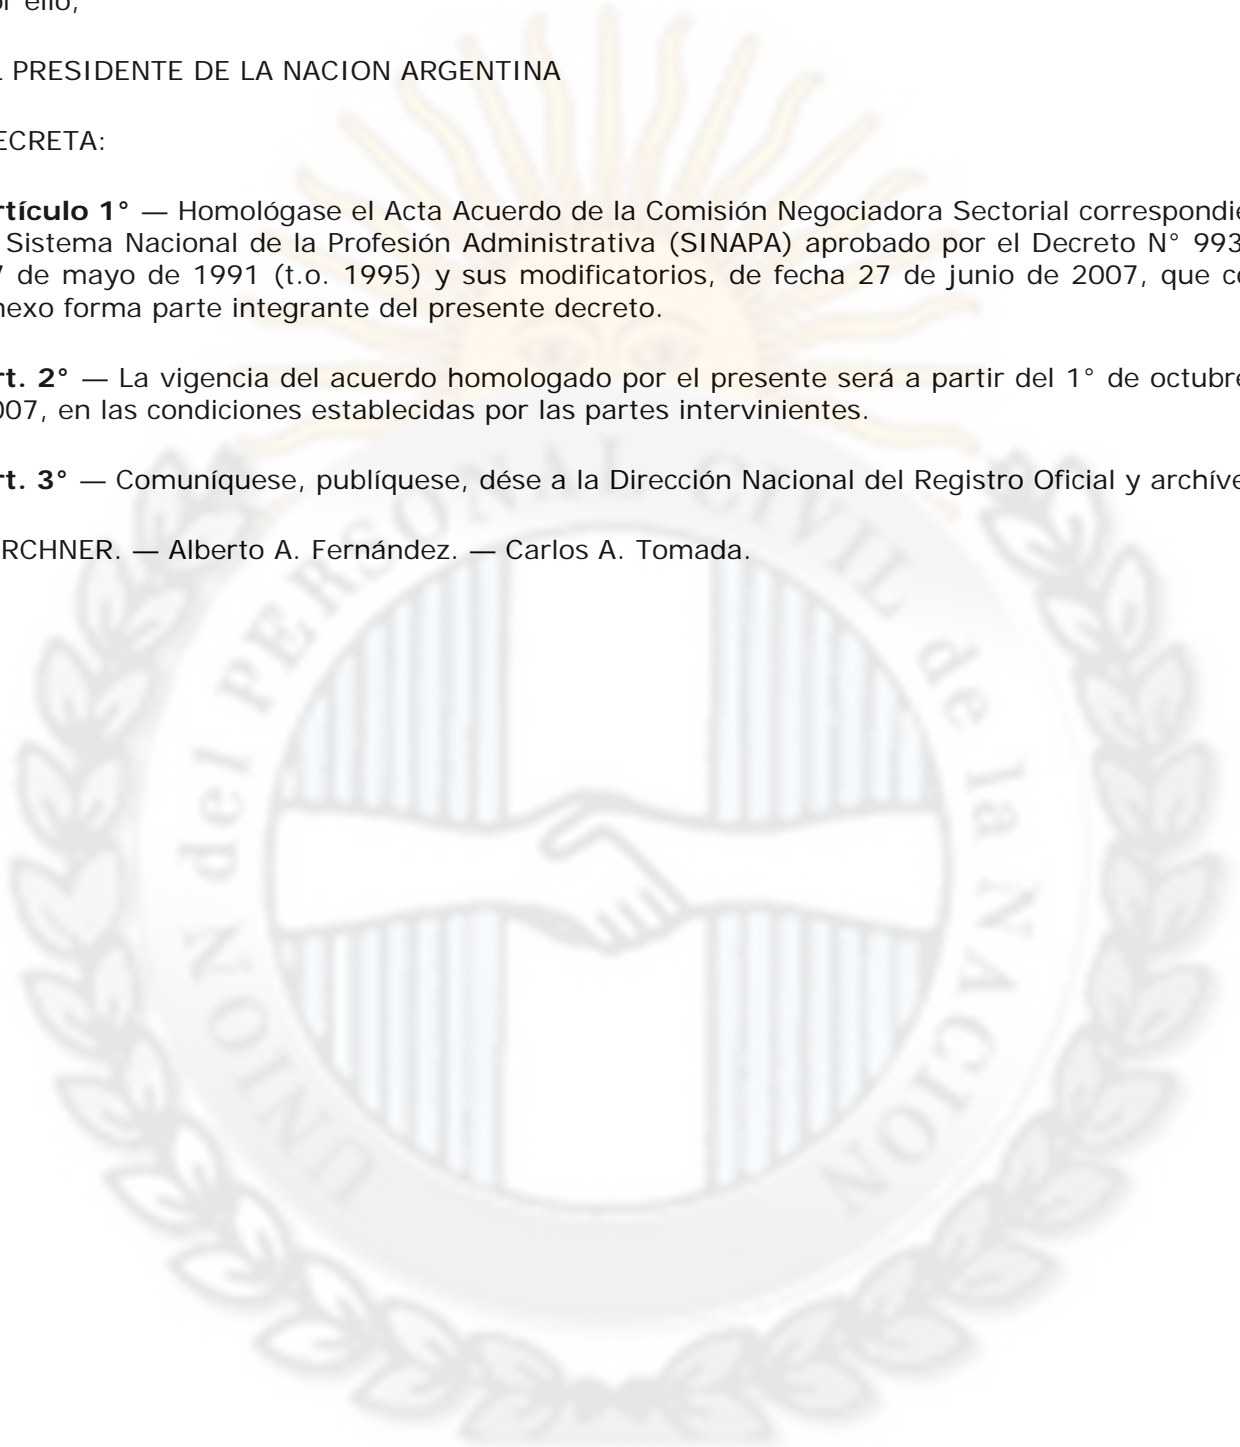 or ello,
L PRESIDENTE DE LA NACION ARGENTINA
ECRETA:
rtículo 1° — Homológase el Acta Acuerdo de la Comisión Negociadora Sectorial correspondie
Sistema Nacional de la Profesión Administrativa (SINAPA) aprobado por el Decreto N° 993
7 de mayo de 1991 (t.o. 1995) y sus modificatorios, de fecha 27 de junio de 2007, que co
nexo forma parte integrante del presente decreto.
rt. 2° — La vigencia del acuerdo homologado por el presente será a partir del 1° de octubre
007, en las condiciones establecidas por las partes intervinientes.
rt. 3° — Comuníquese, publíquese, dése a la Dirección Nacional del Registro Oficial y archíve
RCHNER. — Alberto A. Fernández. — Carlos A. Tomada.
UNION del PERSONAL CIVIL de la NACION